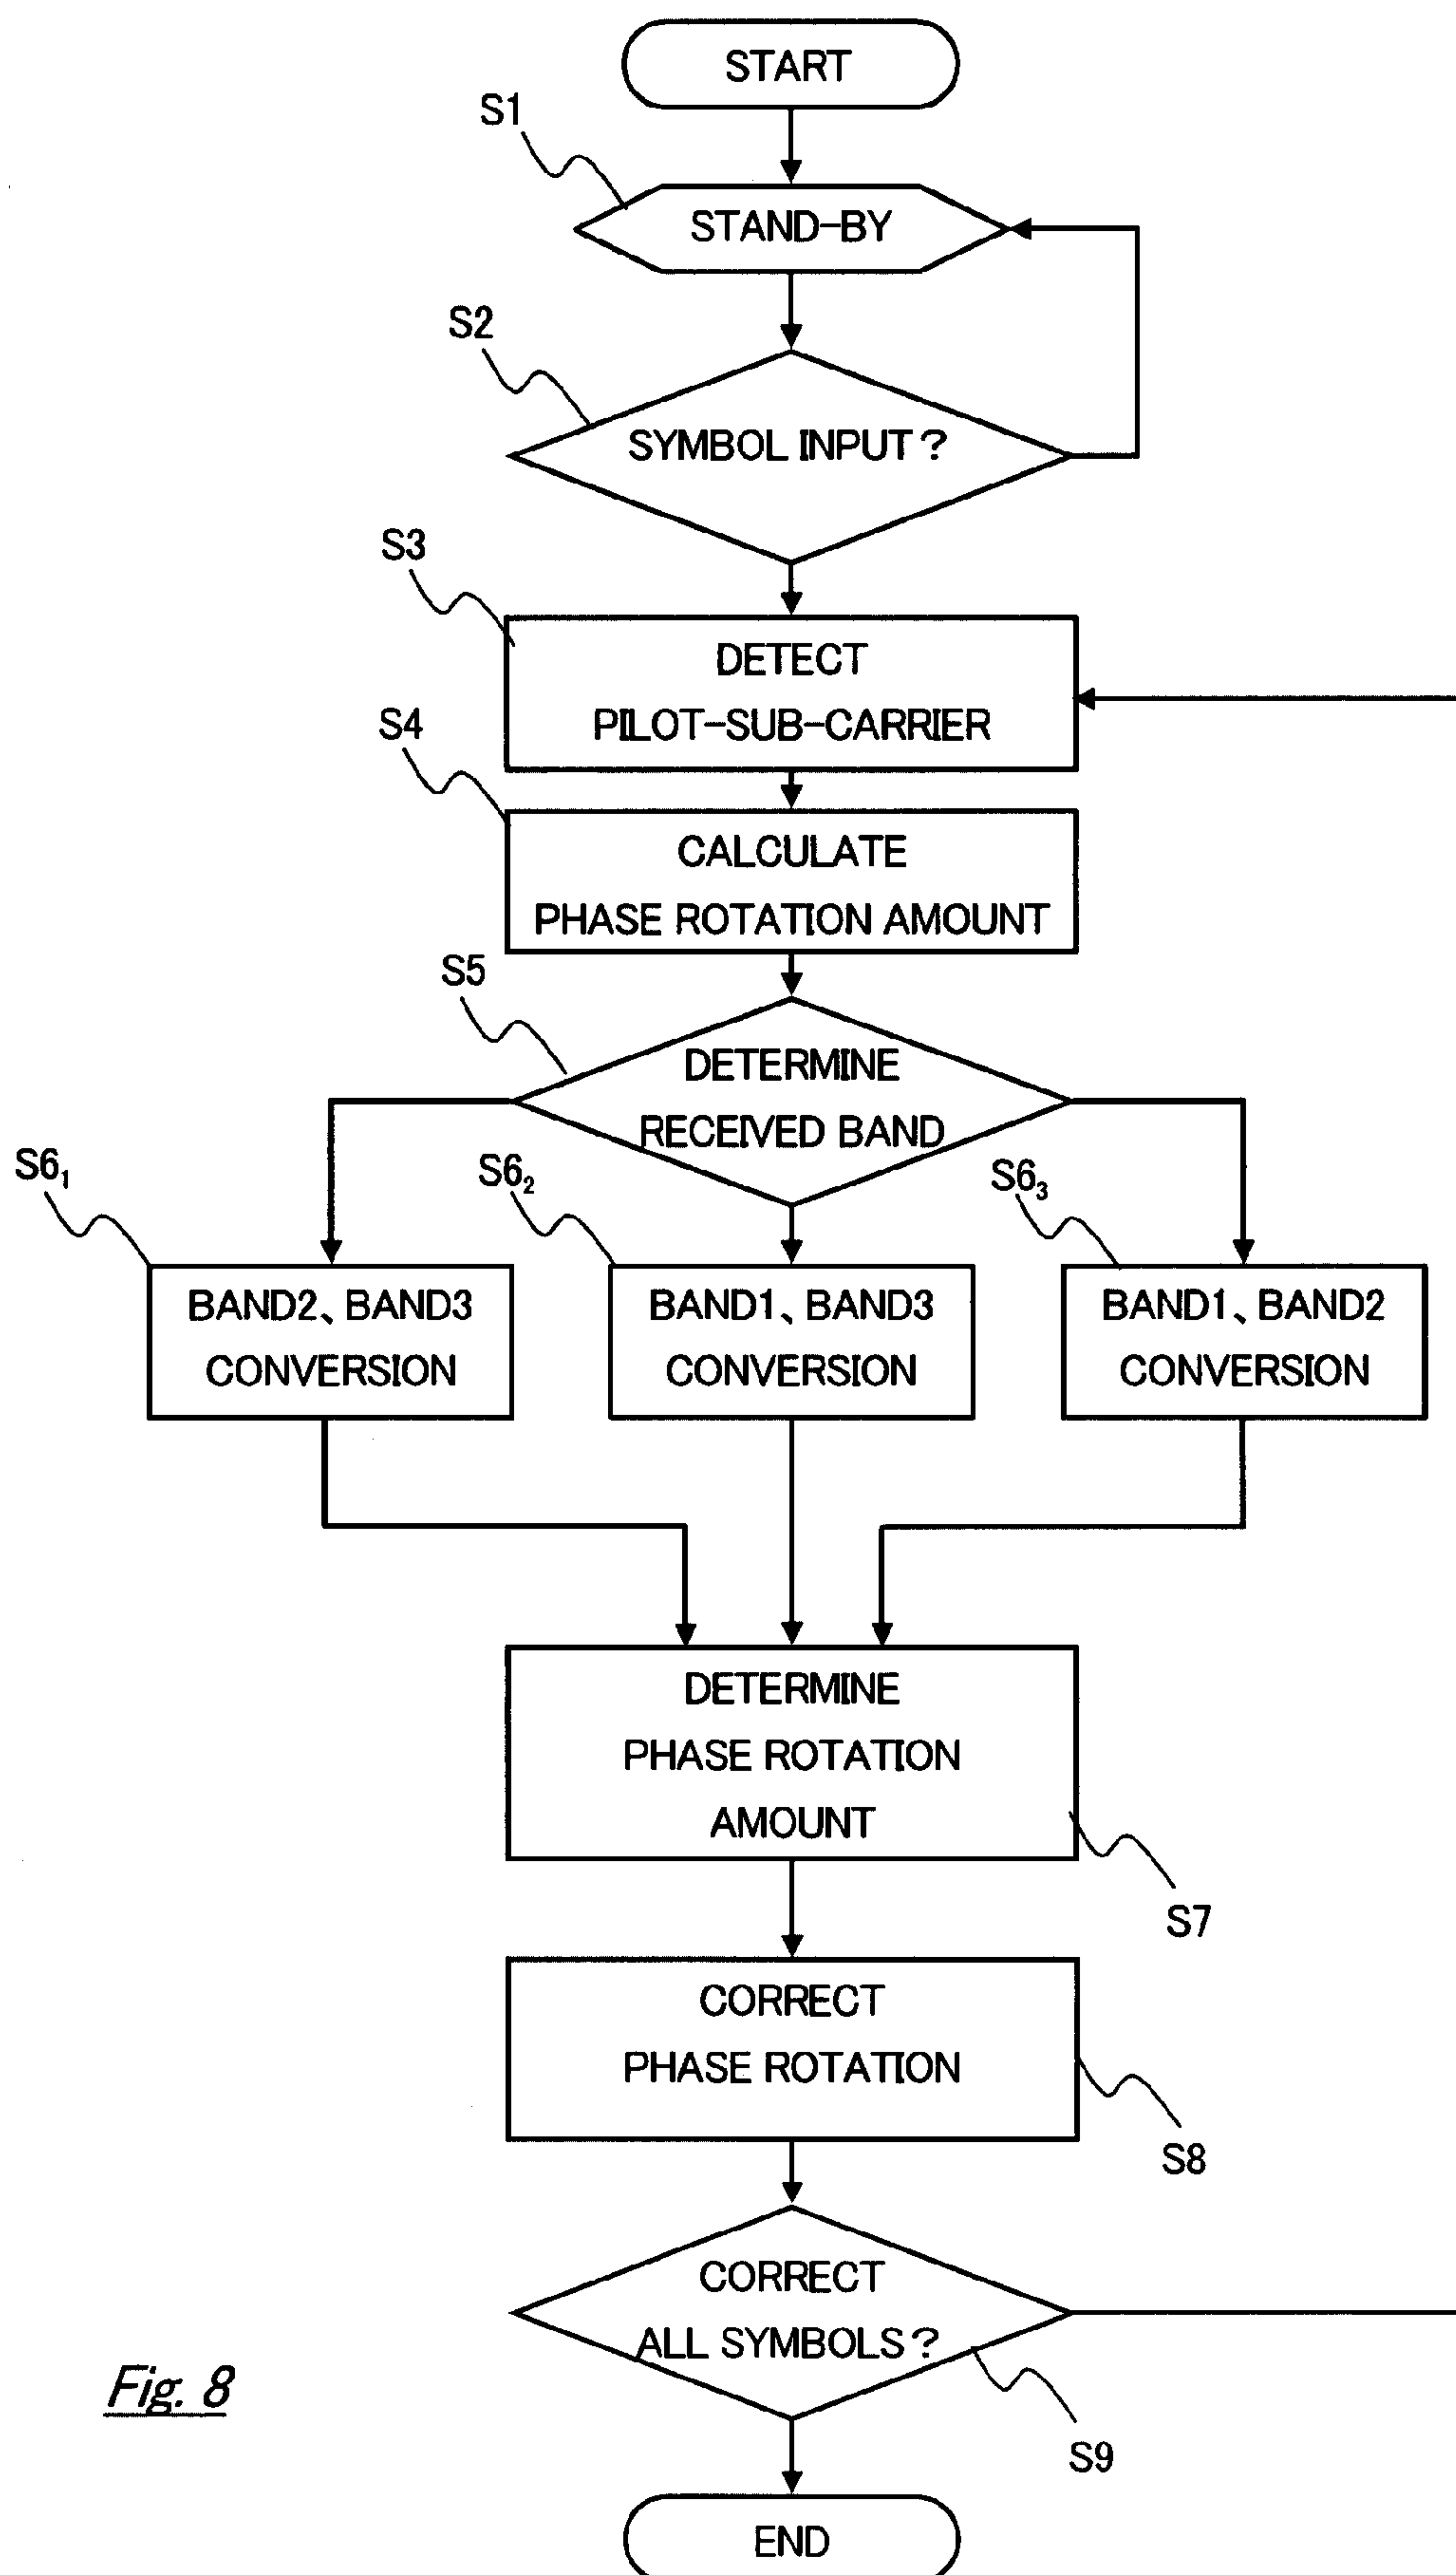 START
S1
STAND-BY
S2
SYMBOL INPUT?
S3
DETECT
PILOT-SUB-CARRIER
S4
CALCULATE
PHASE ROTATION AMOUNT
S5
DETERMINE
RECEIVED BAND
S6₁
S6₂
S6₃
BAND2、BAND3
CONVERSION
BAND1、BAND3
CONVERSION
BAND1、BAND2
CONVERSION
DETERMINE
PHASE ROTATION
AMOUNT
S7
CORRECT
PHASE ROTATION
S8
CORRECT
ALL SYMBOLS?
S9
Fig. 8
END